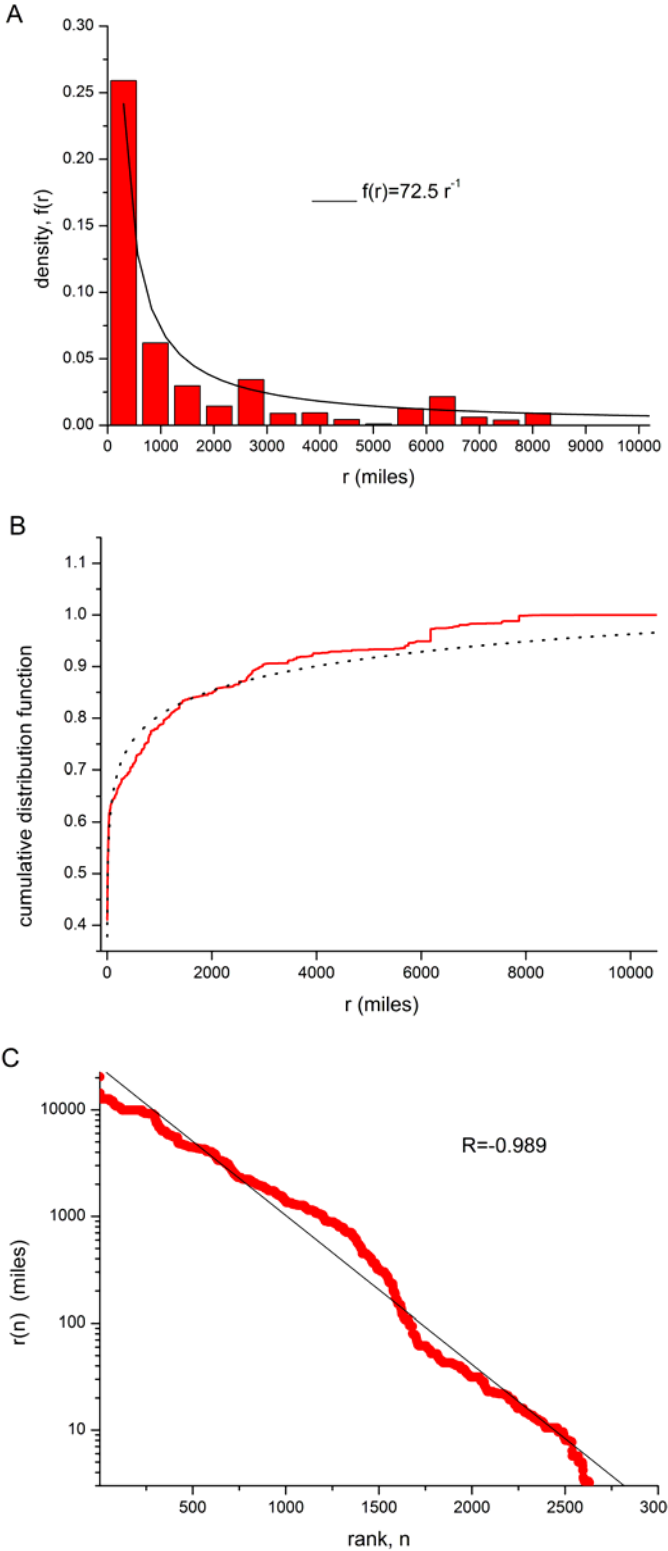 A
0.30
0.25
0.20
0.15
0.10
0.05
0.00
density, f(r)
f(r)=72.5 r⁻¹
0 1000 2000 3000 4000 5000 6000 7000 8000 9000 10000
r (miles)
B
1.1
1.0
0.9
0.8
0.7
0.6
0.5
0.4
cumulative distribution function
0 2000 4000 6000 8000 10000
r (miles)
C
10000
1000
100
10
r(n) (miles)
R=-0.989
500 1000 1500 2000 2500 300
rank, n